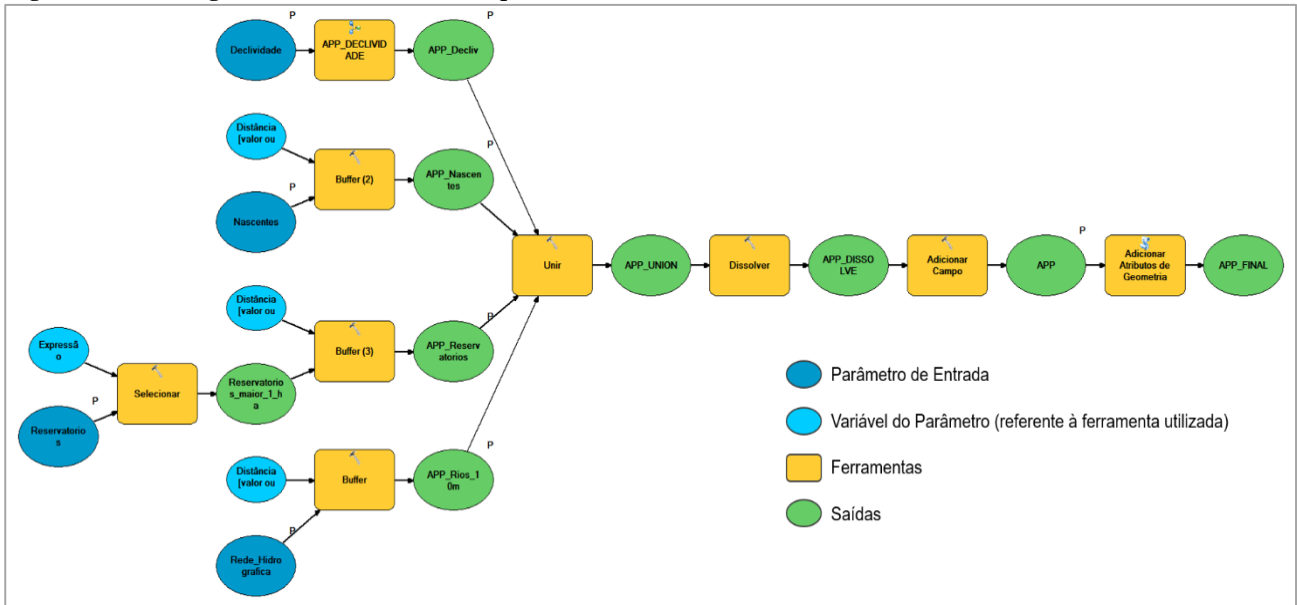 P
P
Declividade
APP_DECLIVID
ADE
APP_Decliv
Distância
[valor ou
P
P
Buffer (2)
APP_Nascen
tes
Nascentes
Unir
APP_UNION
Dissolver
APP_DISSO
LVE
Adicionar
Campo
P
APP
Adicionar
Atributos de
Geometria
APP_FINAL
Distância
[valor ou
P
Buffer (3)
APP_Reserv
atorios
Expressã
o
P
Selecionar
Reservatorio
s_maior_1_h
a
Reservatorio
s
Distância
[valor ou
P
P
Buffer
APP_Rios_1
0m
Rede_Hidro
grafica
Parâmetro de Entrada
Variável do Parâmetro (referente à ferramenta utilizada)
Ferramentas
Saídas